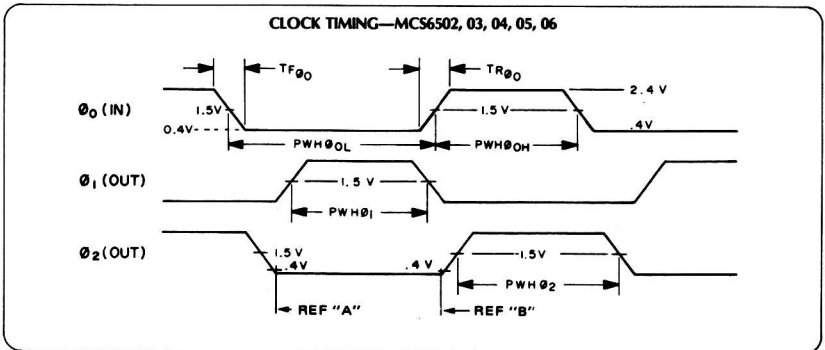 CLOCK TIMING—MCS6502, 03, 04, 05, 06
TFØ0
TRØ0
Ø0 (IN)
1.5V
1.5V
2.4 V
0.4V
.4V
PWHØ0L
PWHØ0H
Ø1 (OUT)
1.5 V
PWHØ1
Ø2 (OUT)
1.5 V
.4V
.4 V
1.5V
PWHØ2
REF "A"
REF "B"